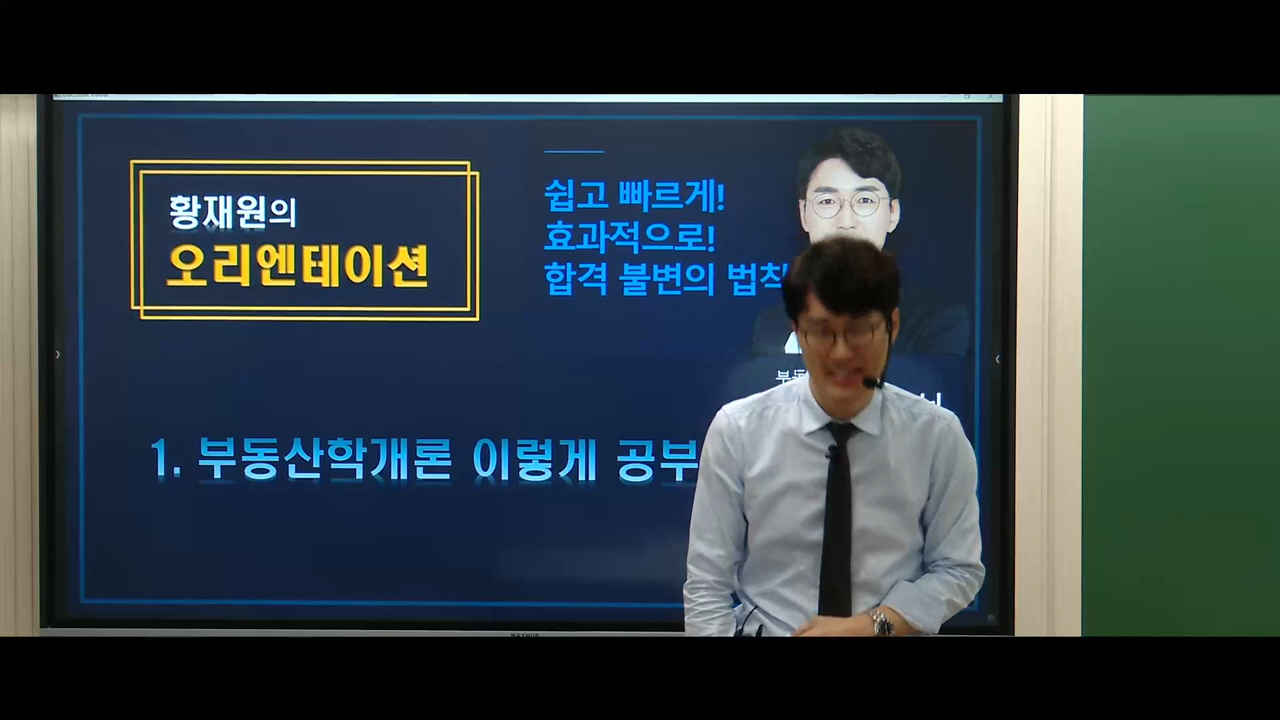 황재원의
오리엔테이션
쉽고 빠르게!
효과적으로!
합격 불변의 법칙
1. 부동산학개론 이렇게 공부